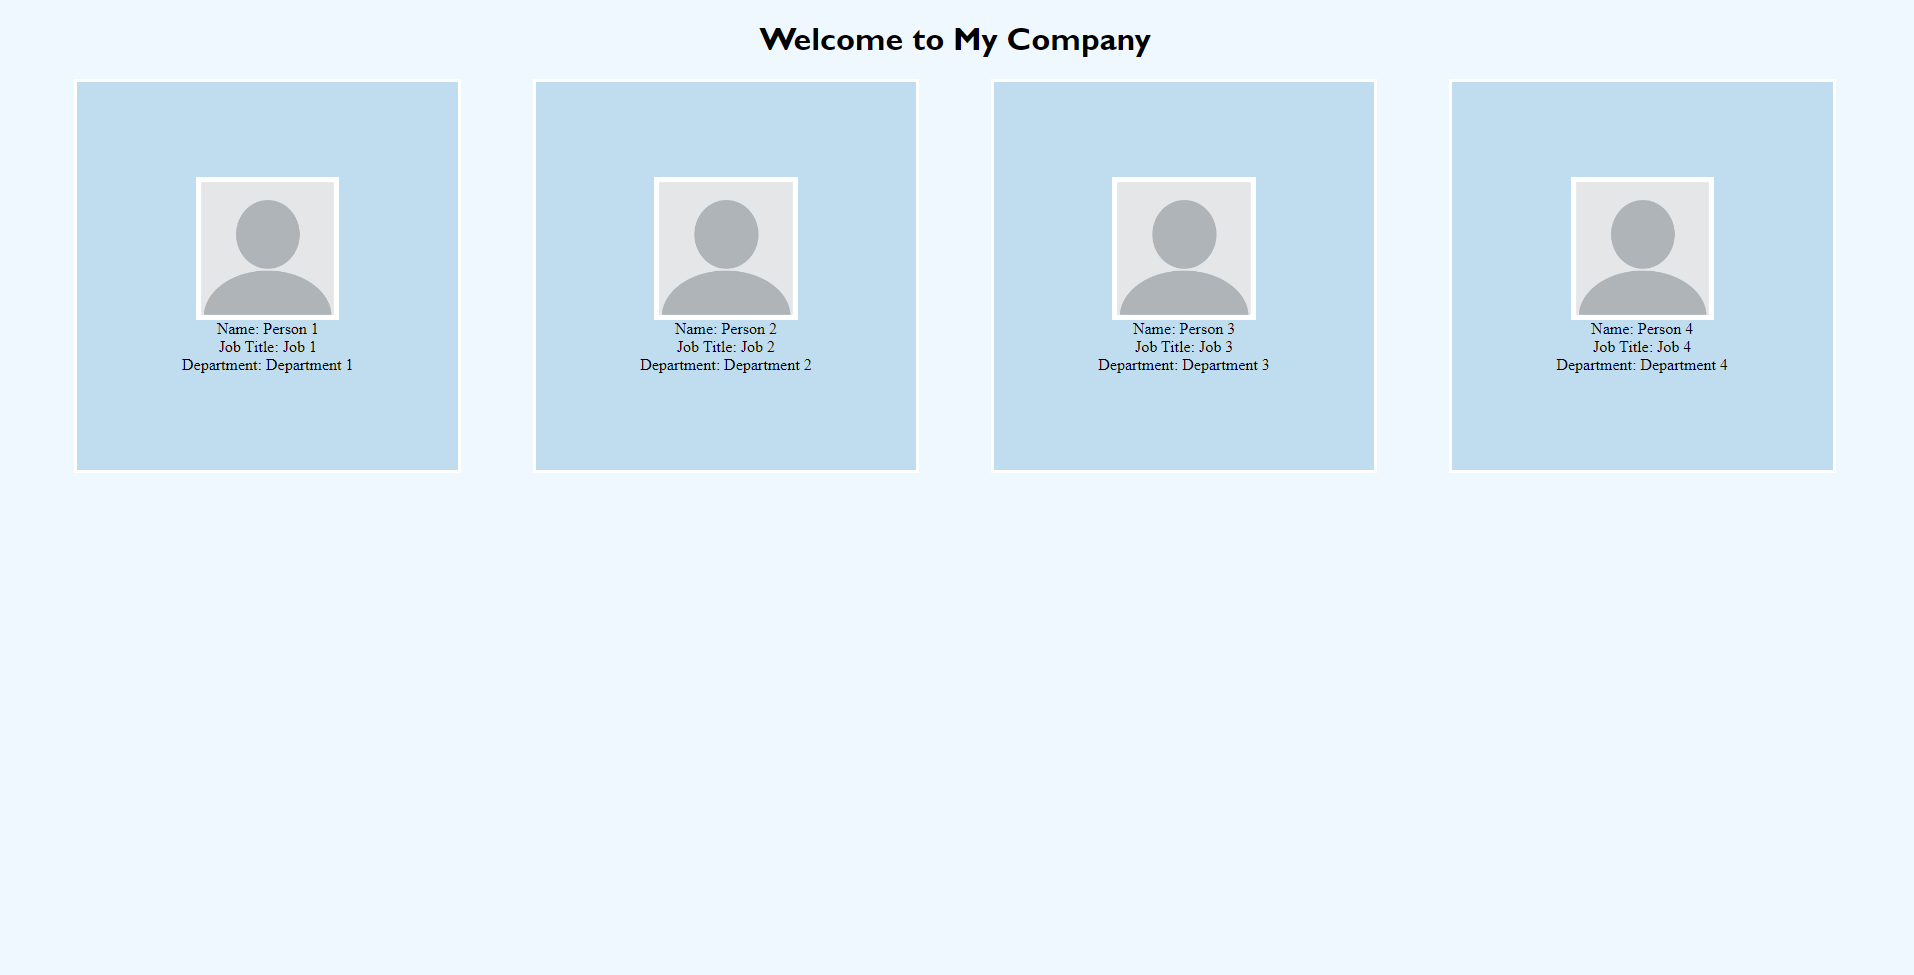 Welcome to My Company
Name: Person 1
Job Title: Job 1
Department: Department 1
Name: Person 2
Job Title: Job 2
Department: Department 2
Name: Person 3
Job Title: Job 3
Department: Department 3
Name: Person 4
Job Title: Job 4
Department: Department 4